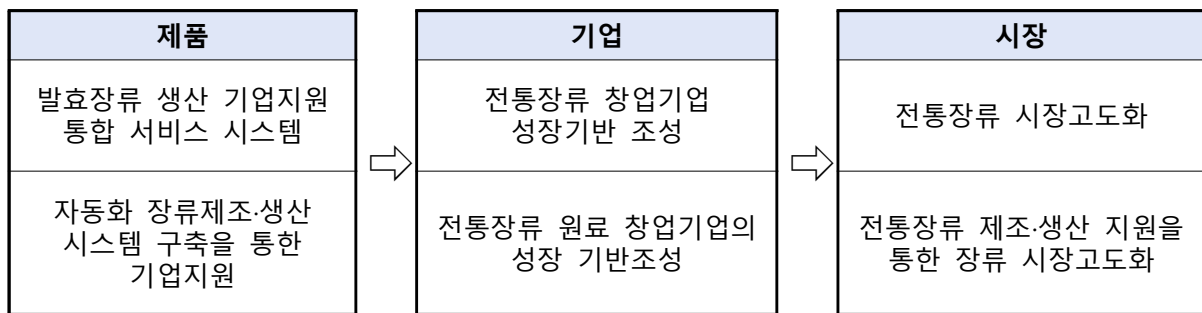 제품
발효장류 생산 기업지원
통합 서비스 시스템
자동화 장류제조·생산
시스템 구축을 통한
기업지원
기업
전통장류 창업기업
성장기반 조성
전통장류 원료 창업기업의
성장 기반조성
시장
전통장류 시장고도화
전통장류 제조·생산 지원을
통한 장류 시장고도화